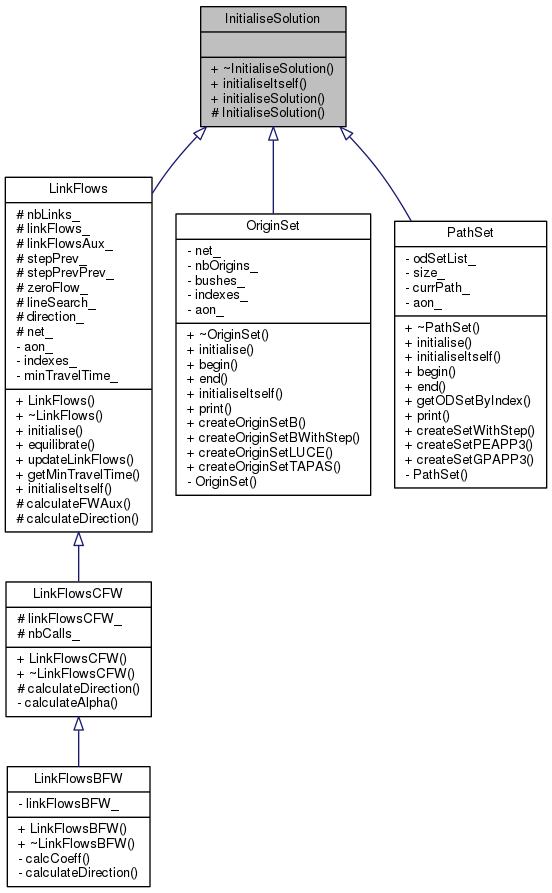 InitialiseSolution
+ ~InitialiseSolution()
+ initialiseItself()
+ initialiseSolution()
# InitialiseSolution()
LinkFlows
# nbLinks_
# linkFlows_
# linkFlowsAux_
# stepPrev_
# stepPrevPrev_
# zeroFlow_
# lineSearch_
# direction_
# net_
- aon_
- indexes_
- minTravelTime_
+ LinkFlows()
+ ~LinkFlows()
+ initialise()
+ equilibrate()
+ updateLinkFlows()
+ getMinTravelTime()
+ initialiseItself()
# calculateFWAux()
# calculateDirection()
OriginSet
- net_
- nbOrigins_
- bushes_
- indexes_
- aon_
+ ~OriginSet()
+ initialise()
+ begin()
+ end()
+ initialiseItself()
+ print()
+ createOriginSetB()
+ createOriginSetBWithStep()
+ createOriginSetLUCE()
+ createOriginSetTAPAS()
- OriginSet()
PathSet
- odSetList_
- size_
- currPath_
- aon_
+ ~PathSet()
+ initialise()
+ initialiseItself()
+ begin()
+ end()
+ getODSetByIndex()
+ print()
+ createSetWithStep()
+ createSetPEAPP3()
+ createSetGPAPP3()
- PathSet()
LinkFlowsCFW
# linkFlowsCFW_
# nbCalls_
+ LinkFlowsCFW()
+ ~LinkFlowsCFW()
# calculateDirection()
- calculateAlpha()
LinkFlowsBFW
- linkFlowsBFW_
+ LinkFlowsBFW()
+ ~LinkFlowsBFW()
- calcCoeff()
- calculateDirection()